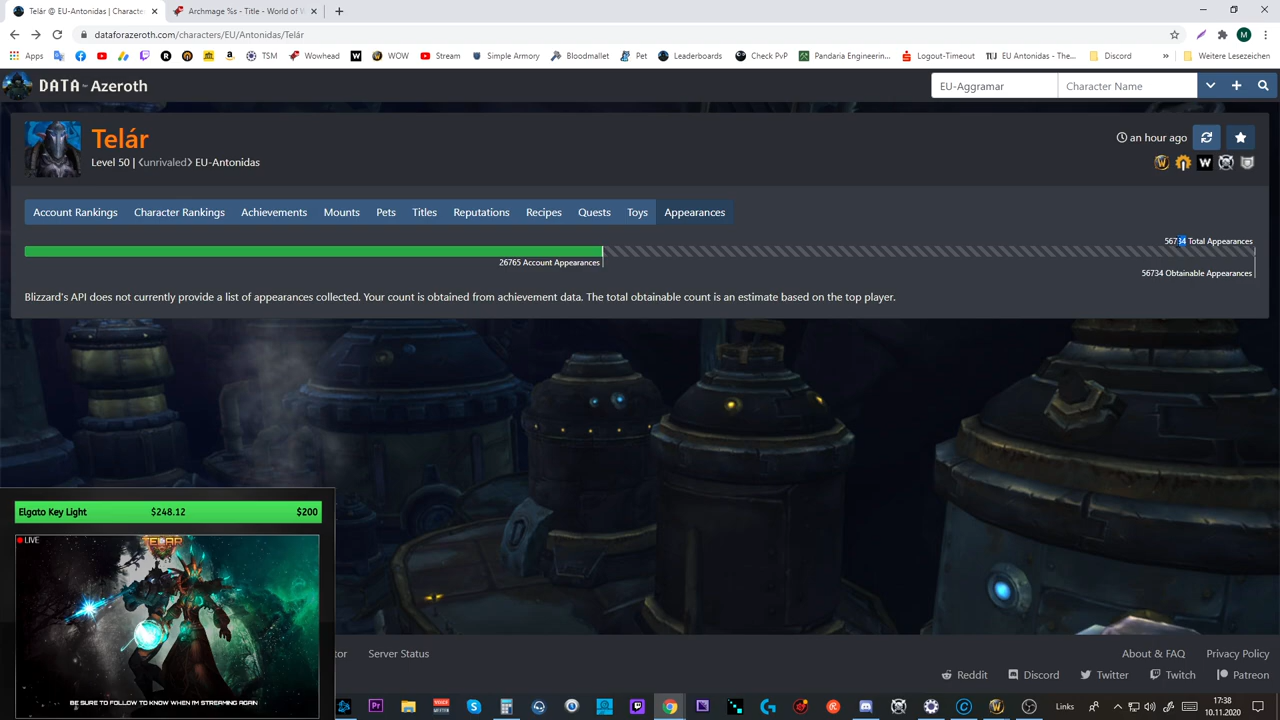 Telár @ EU-Antonidas | Characte
Archmage %s - Title - World of W
dataforazeroth.com/characters/EU/Antonidas/Telár
M
Apps
TSM
Wowhead
WOW
Stream
Simple Armory
Bloodmallet
Pet
Leaderboards
Check PvP
Pandaria Engineerin...
Logout-Timeout
EU Antonidas - The...
Discord
»
Weitere Lesezeichen
DATA for Azeroth
EU-Aggramar
Character Name
Telár
Level 50 | <unrivaled> EU-Antonidas
an hour ago
Account Rankings
Character Rankings
Achievements
Mounts
Pets
Titles
Reputations
Recipes
Quests
Toys
Appearances
56734 Total Appearances
26765 Account Appearances
56734 Obtainable Appearances
Blizzard's API does not currently provide a list of appearances collected. Your count is obtained from achievement data. The total obtainable count is an estimate based on the top player.
Elgato Key Light $248.12 $200
LIVE
TELAR
BE SURE TO FOLLOW TO KNOW WHEN I'M STREAMING AGAIN
tor
Server Status
About & FAQ
Privacy Policy
Reddit
Discord
Twitter
Twitch
Patreon
Links
17:38
10.11.2020